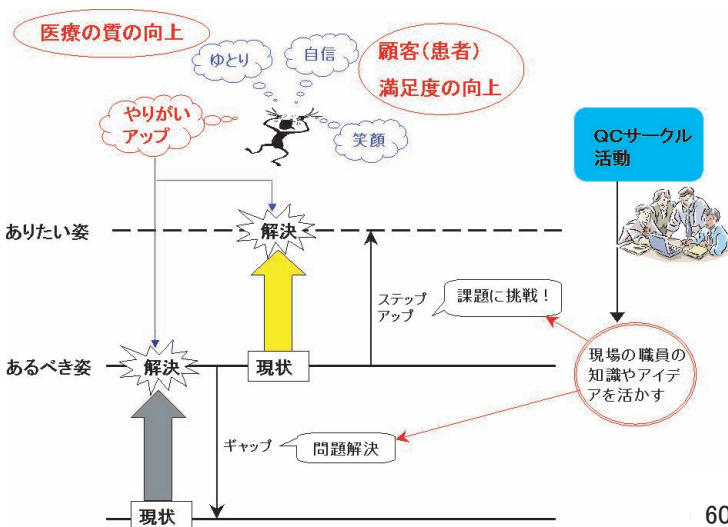 医療の質の向上
ゆとり
自信
顧客(患者)
満足度の向上
やりがい
アップ
笑顔
QCサークル
活動
ありたい姿
解決
ステップ
アップ
課題に挑戦！
あるべき姿
解決
現状
現場の職員の
知識やアイデ
アを活かす
ギャップ
問題解決
現状
60